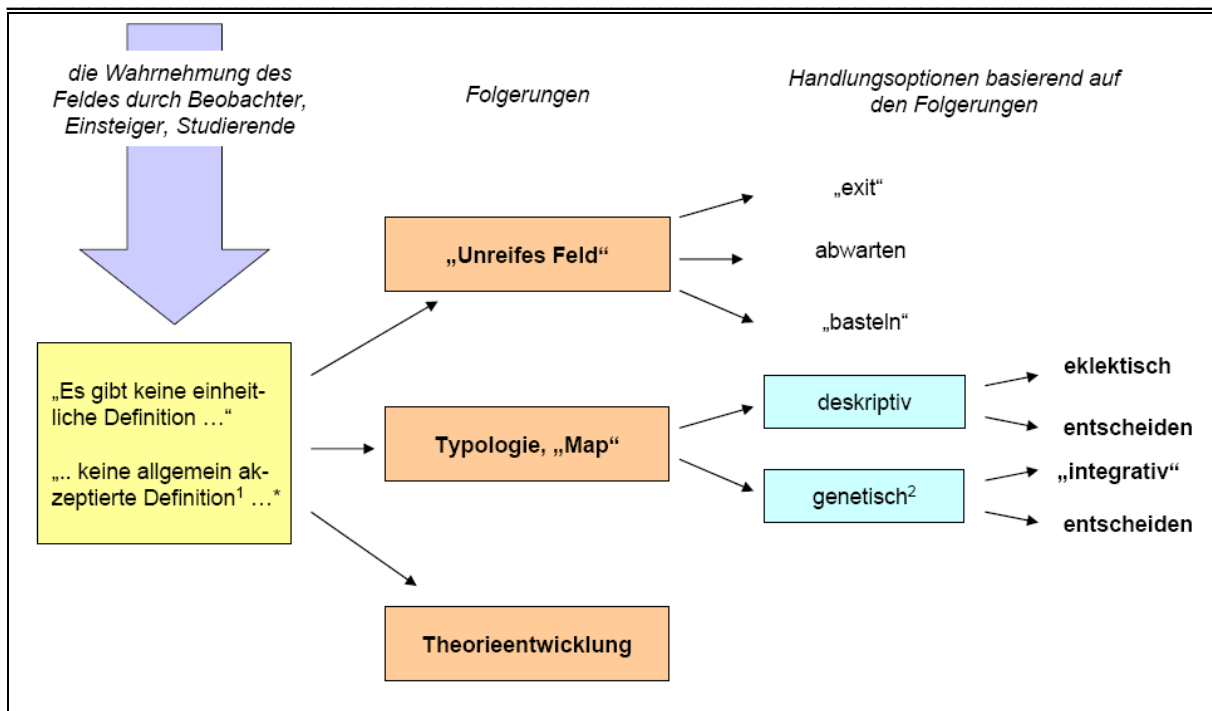 die Wahrnehmung des
Feldes durch Beobachter,
Einsteiger, Studierende
Folgerungen
Handlungsoptionen basierend auf
den Folgerungen
„Es gibt keine einheit-
liche Definition …“
„.. keine allgemein ak-
zeptierte Definition¹ …*
„Unreifes Feld“
„exit“
abwarten
„basteln“
Typologie, „Map“
deskriptiv
eklektisch
entscheiden
genetisch²
„integrativ“
entscheiden
Theorieentwicklung